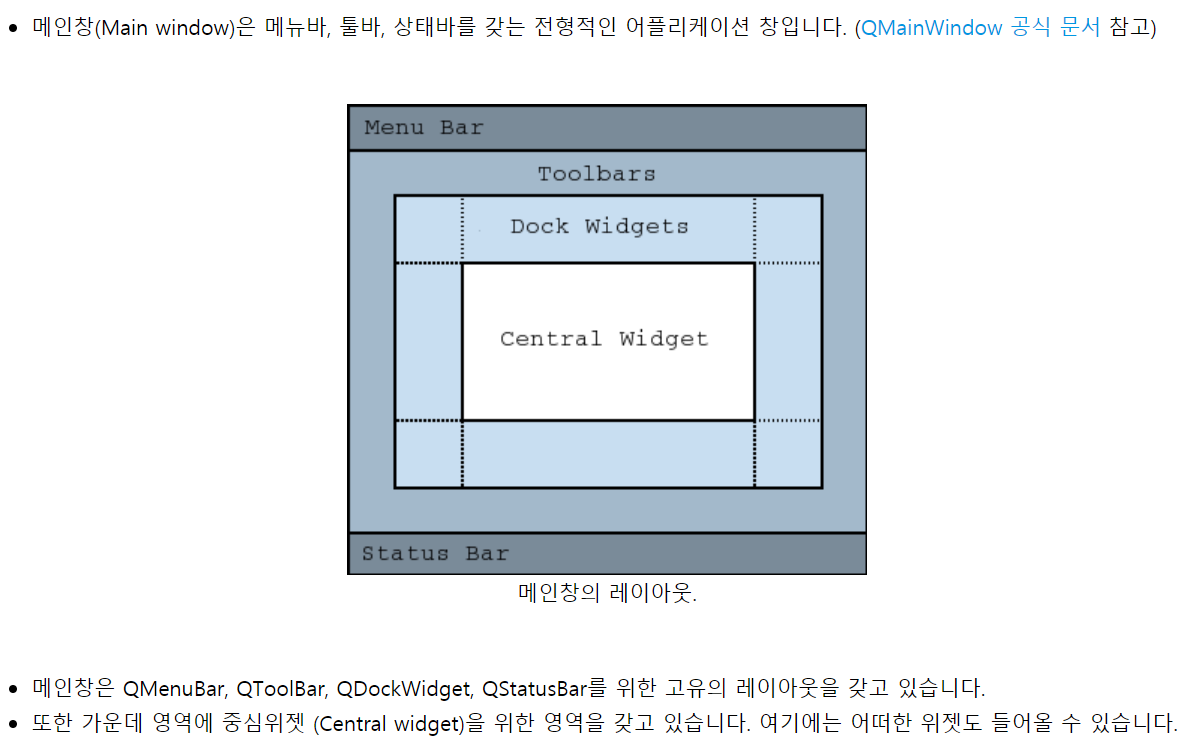 메인창(Main window)은 메뉴바, 툴바, 상태바를 갖는 전형적인 어플리케이션 창입니다. (QMainWindow 공식 문서 참고)
Menu Bar
Toolbars
Dock Widgets
Central Widget
Status Bar
메인창의 레이아웃.
메인창은 QMenuBar, QToolBar, QDockWidget, QStatusBar를 위한 고유의 레이아웃을 갖고 있습니다.
또한 가운데 영역에 중심위젯 (Central widget)을 위한 영역을 갖고 있습니다. 여기에는 어떠한 위젯도 들어올 수 있습니다.